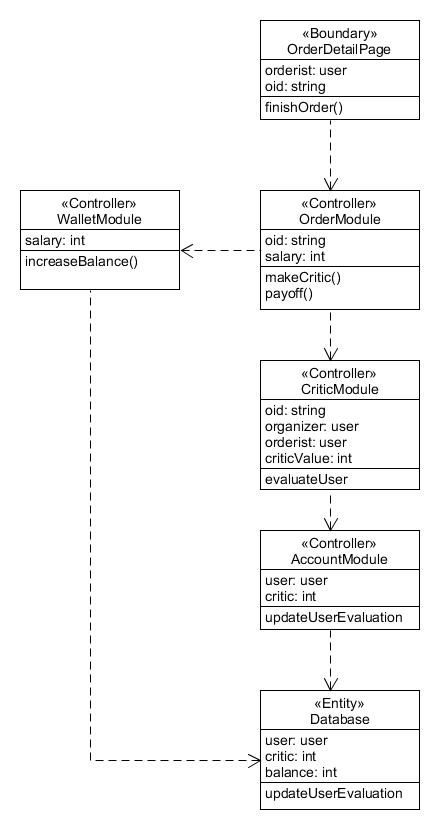 «Boundary»
OrderDetailPage
orderist: user
oid: string
finishOrder()
«Controller»
WalletModule
salary: int
increaseBalance()
«Controller»
OrderModule
oid: string
salary: int
makeCritic()
payoff()
«Controller»
CriticModule
oid: string
organizer: user
orderist: user
criticValue: int
evaluateUser
«Controller»
AccountModule
user: user
critic: int
updateUserEvaluation
«Entity»
Database
user: user
critic: int
balance: int
updateUserEvaluation